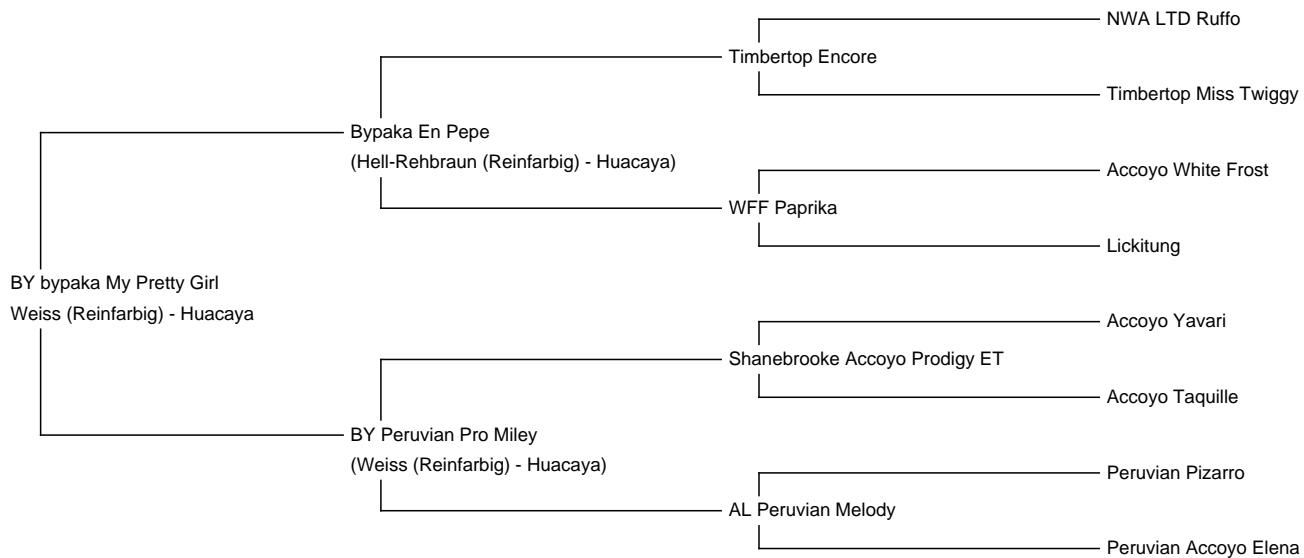 NWA LTD Ruffo
Timbertop Encore
Timbertop Miss Twiggy
Bypaka En Pepe
(Hell-Rehbraun (Reinfarbig) - Huacaya)
Accoyo White Frost
WFF Paprika
Lickitung
BY bypaka My Pretty Girl
Weiss (Reinfarbig) - Huacaya
Accoyo Yavari
Shanebrooke Accoyo Prodigy ET
Accoyo Taquille
BY Peruvian Pro Miley
(Weiss (Reinfarbig) - Huacaya)
Peruvian Pizarro
AL Peruvian Melody
Peruvian Accoyo Elena